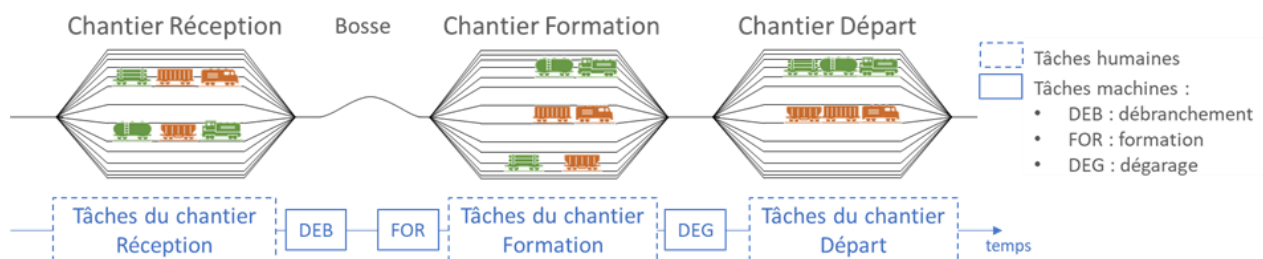 Chantier Réception
Bosse
Chantier Formation
Chantier Départ
Tâches humaines
Tâches machines :
• DEB : débranchement
• FOR : formation
• DEG : dégarage
Tâches du chantier
Réception
DEB
FOR
Tâches du chantier
Formation
DEG
Tâches du chantier
Départ
temps